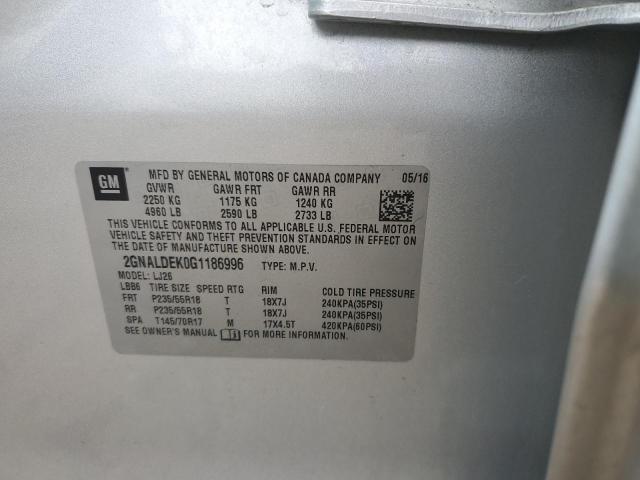 GM
MFD BY GENERAL MOTORS OF CANADA COMPANY 05/16
GVWR GAWR FRT GAWR RR
2250 KG 1175 KG 1240 KG
4960 LB 2590 LB 2733 LB
THIS VEHICLE CONFORMS TO ALL APPLICABLE U.S. FEDERAL MOTOR
VEHICLE SAFETY AND THEFT PREVENTION STANDARDS IN EFFECT ON
THE DATE OF MANUFACTURE SHOWN ABOVE.
2GNALDEK0G1186996 TYPE: M.P.V.
MODEL: LJ26
LBB6 TIRE SIZE SPEED RTG RIM COLD TIRE PRESSURE
FRT P235/55R18 T 18X7J 240KPA(35PSI)
RR P235/55R18 T 18X7J 240KPA(35PSI)
SPA T145/70R17 M 17X4.5T 420KPA(60PSI)
SEE OWNER'S MANUAL FOR MORE INFORMATION.